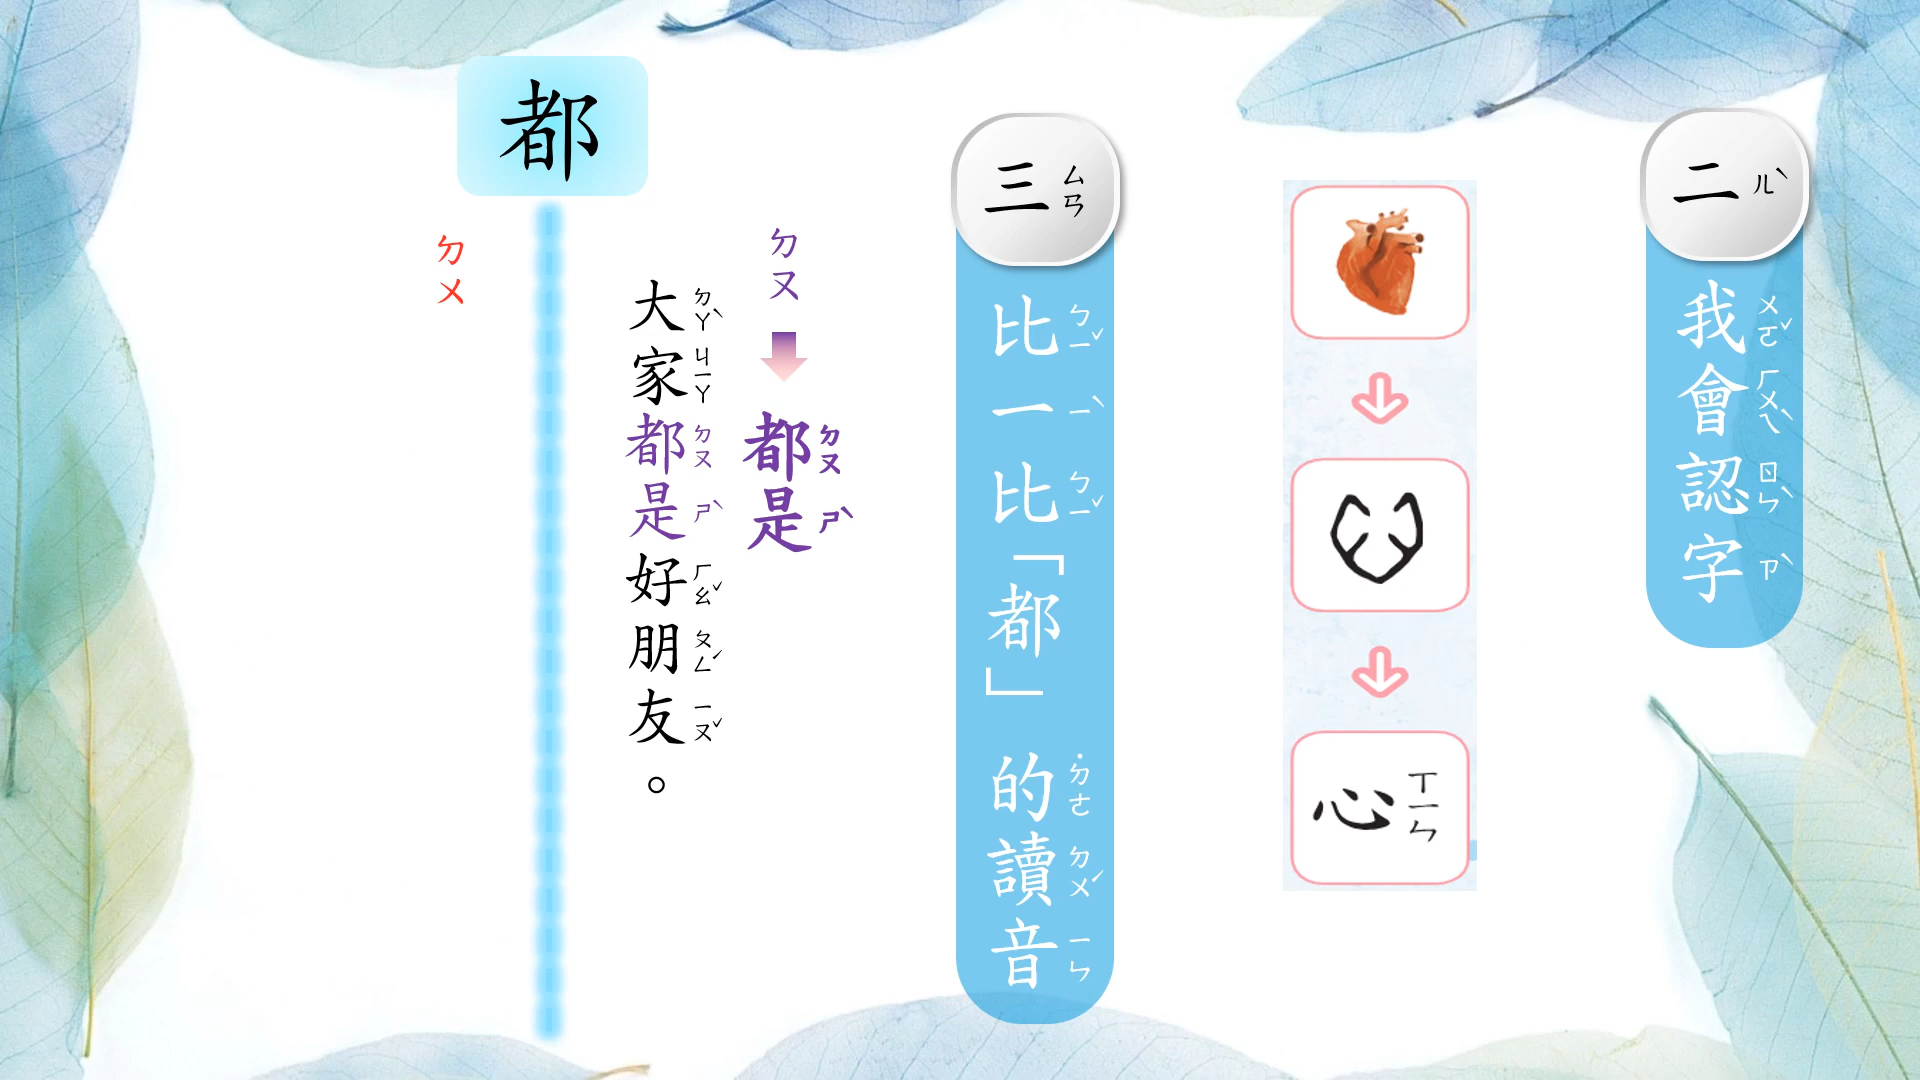 二ㄦˋ
我ㄨㄛˇ會ㄏㄨㄟˋ認ㄖㄣˋ字ㄗˋ
心ㄒㄧㄣ
三ㄙㄢ
比ㄅㄧˇ一ㄧˋ比ㄅㄧˇ「都」的˙ㄉㄜ讀ㄉㄨˊ音ㄧㄣ
都
ㄉㄡ
都ㄉㄡ是ㄕˋ
大ㄉㄚˋ家ㄐㄧㄚ都ㄉㄡ是ㄕˋ好ㄏㄠˇ朋ㄆㄥˊ友ㄧㄡˇ。
ㄉㄨ